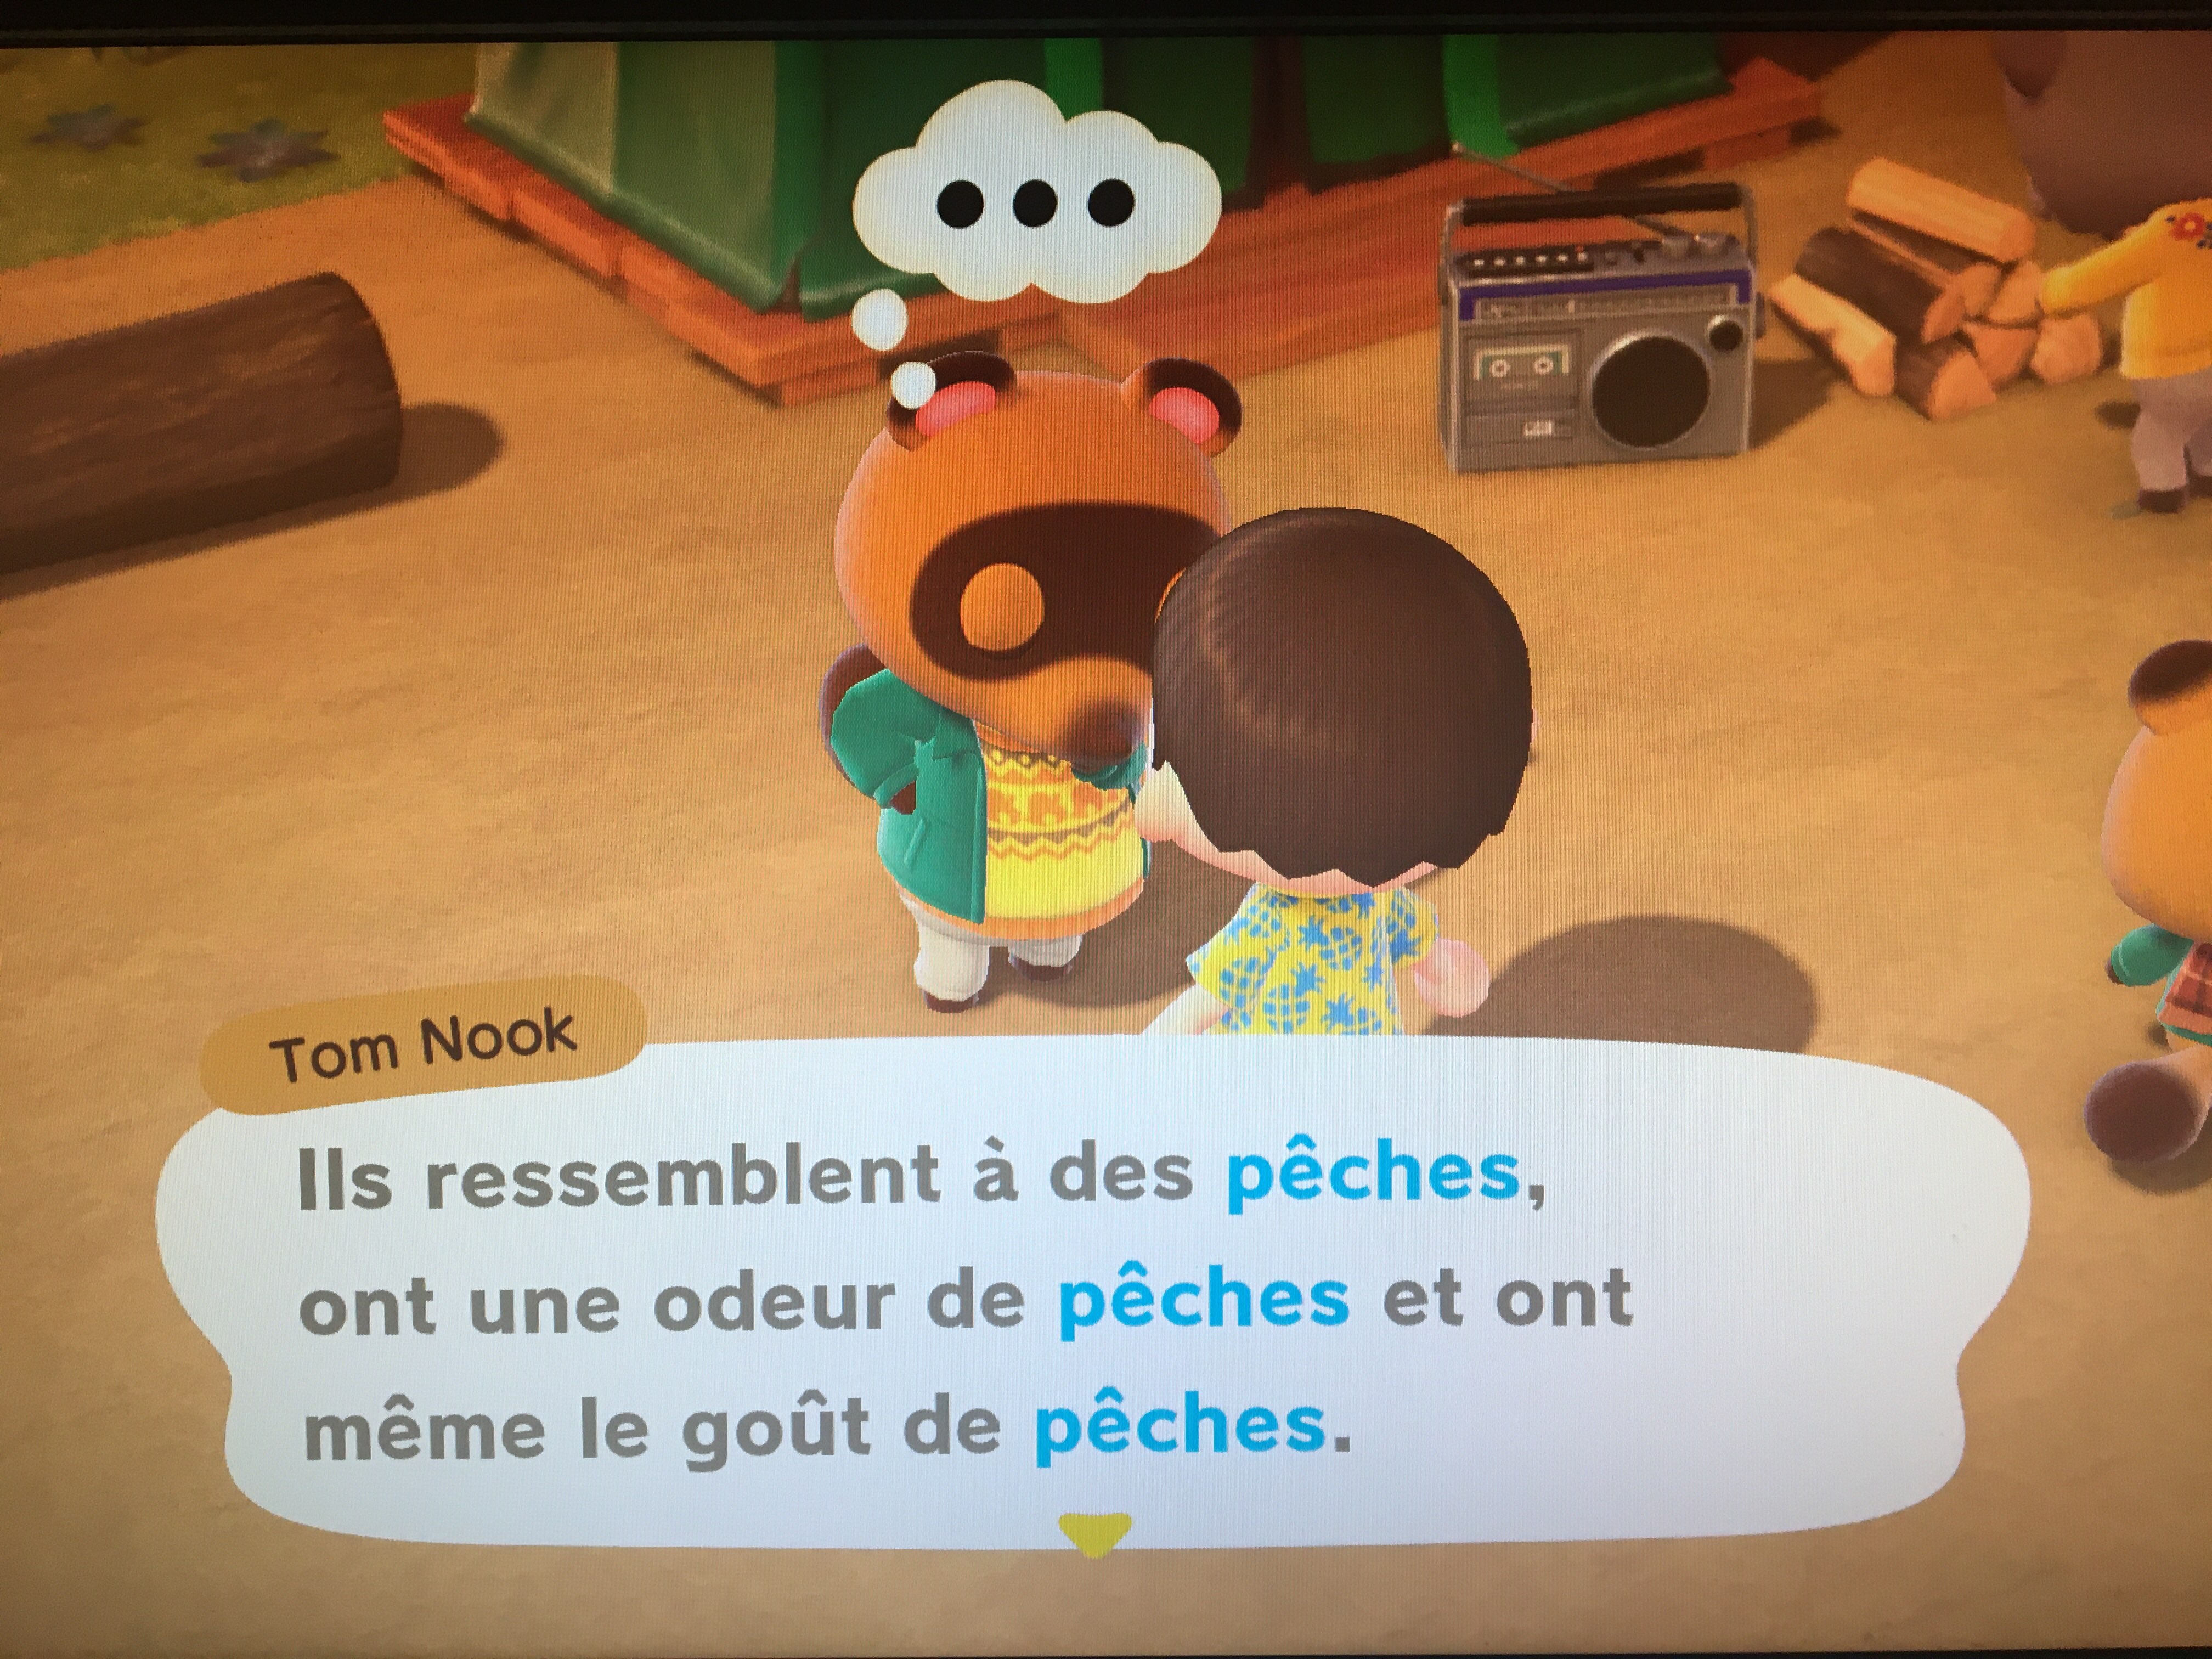 Tom Nook
Ils ressemblent à des pêches,
ont une odeur de pêches et ont
même le goût de pêches.